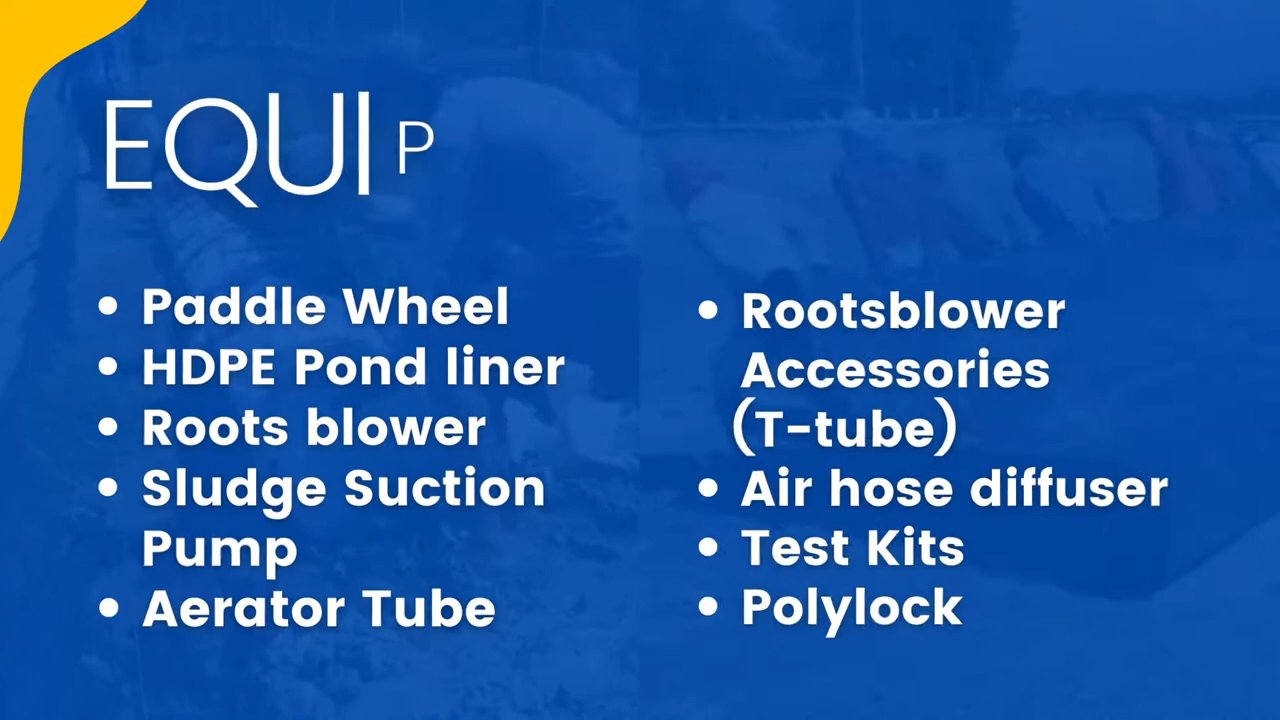 EQUIP
• Paddle Wheel
• HDPE Pond liner
• Roots blower
• Sludge Suction
Pump
• Aerator Tube
• Rootsblower
Accessories
(T-tube)
• Air hose diffuser
• Test Kits
• Polylock